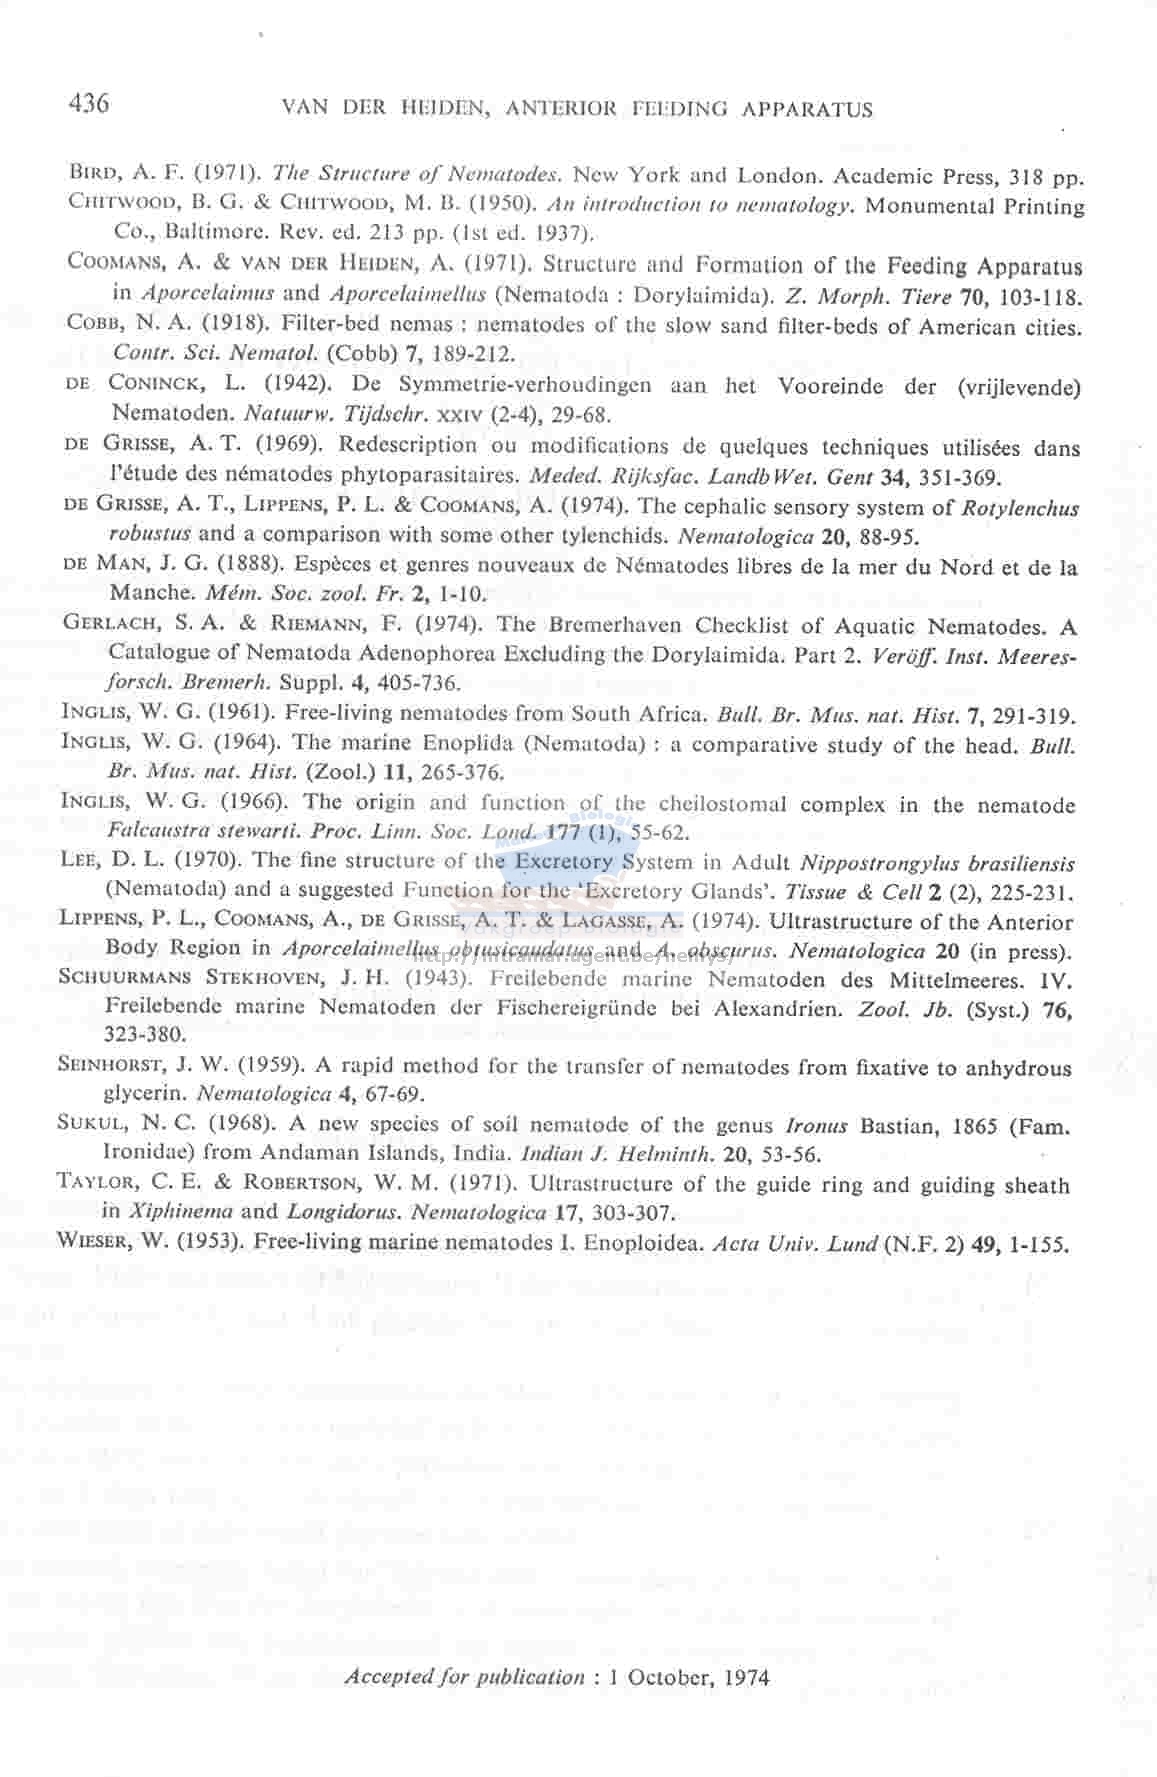 436
VAN DER HEIDEN, ANTERIOR FEEDING APPARATUS
BIRD, A. F. (1971). The Structure of Nematodes. New York and London. Academic Press, 318 pp.
CHITWOOD, B. G. & CHITWOOD, M. B. (1950). An introduction to nematology. Monumental Printing
Co., Baltimore. Rev. ed. 213 pp. (1st ed. 1937).
COOMANS, A. & VAN DER HEIDEN, A. (1971). Structure and Formation of the Feeding Apparatus
in Aporcelaimus and Aporcelaimellus (Nematoda : Dorylaimida). Z. Morph. Tiere 70, 103-118.
COBB, N. A. (1918). Filter-bed nemas : nematodes of the slow sand filter-beds of American cities.
Contr. Sci. Nematol. (Cobb) 7, 189-212.
DE CONINCK, L. (1942). De Symmetrie-verhoudingen aan het Vooreinde der (vrijlevende)
Nematoden. Natuurw. Tijdschr. XXIV (2-4), 29-68.
DE GRISSE, A. T. (1969). Redescription ou modifications de quelques techniques utilisées dans
l'étude des nématodes phytoparasitaires. Meded. Rijksfac. LandbWet. Gent 34, 351-369.
DE GRISSE, A. T., LIPPENS, P. L. & COOMANS, A. (1974). The cephalic sensory system of Rotylenchus
robustus and a comparison with some other tylenchids. Nematologica 20, 88-95.
DE MAN, J. G. (1888). Espèces et genres nouveaux de Nématodes libres de la mer du Nord et de la
Manche. Mém. Soc. zool. Fr. 2, 1-10.
GERLACH, S. A. & RIEMANN, F. (1974). The Bremerhaven Checklist of Aquatic Nematodes. A
Catalogue of Nematoda Adenophorea Excluding the Dorylaimida. Part 2. Veröff. Inst. Meeres-
forsch. Bremerh. Suppl. 4, 405-736.
INGLIS, W. G. (1961). Free-living nematodes from South Africa. Bull. Br. Mus. nat. Hist. 7, 291-319.
INGLIS, W. G. (1964). The marine Enoplida (Nematoda) : a comparative study of the head. Bull.
Br. Mus. nat. Hist. (Zool.) 11, 265-376.
INGLIS, W. G. (1966). The origin and function of the cheilostomal complex in the nematode
Falcaustra stewarti. Proc. Linn. Soc. Lond. 177 (1), 55-62.
LEE, D. L. (1970). The fine structure of the Excretory System in Adult Nippostrongylus brasiliensis
(Nematoda) and a suggested Function for the 'Excretory Glands'. Tissue & Cell 2 (2), 225-231.
LIPPENS, P. L., COOMANS, A., DE GRISSE, A. T. & LAGASSE, A. (1974). Ultrastructure of the Anterior
Body Region in Aporcelaimellus obtusicaudatus and A. obscurus. Nematologica 20 (in press).
SCHUURMANS STEKHOVEN, J. H. (1943). Freilebende marine Nematoden des Mittelmeeres. IV.
Freilebende marine Nematoden der Fischereigründe bei Alexandrien. Zool. Jb. (Syst.) 76,
323-380.
SEINHORST, J. W. (1959). A rapid method for the transfer of nematodes from fixative to anhydrous
glycerin. Nematologica 4, 67-69.
SUKUL, N. C. (1968). A new species of soil nematode of the genus Ironus Bastian, 1865 (Fam.
Ironidae) from Andaman Islands, India. Indian J. Helminth. 20, 53-56.
TAYLOR, C. E. & ROBERTSON, W. M. (1971). Ultrastructure of the guide ring and guiding sheath
in Xiphinema and Longidorus. Nematologica 17, 303-307.
WIESER, W. (1953). Free-living marine nematodes I. Enoploidea. Acta Univ. Lund (N.F. 2) 49, 1-155.
Accepted for publication : 1 October, 1974